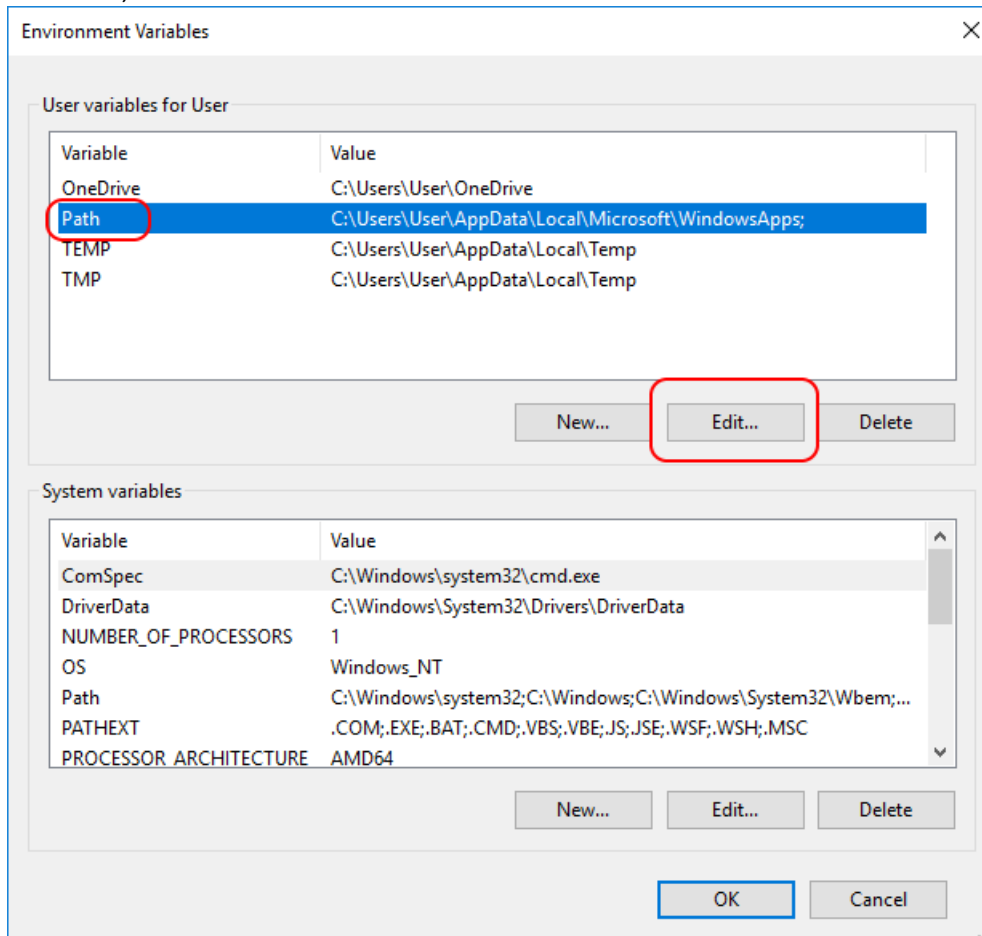 Environment Variables
User variables for User
Variable Value
OneDrive C:\Users\User\OneDrive
Path C:\Users\User\AppData\Local\Microsoft\WindowsApps;
TEMP C:\Users\User\AppData\Local\Temp
TMP C:\Users\User\AppData\Local\Temp
New... Edit... Delete
System variables
Variable Value
ComSpec C:\Windows\system32\cmd.exe
DriverData C:\Windows\System32\Drivers\DriverData
NUMBER_OF_PROCESSORS 1
OS Windows_NT
Path C:\Windows\system32;C:\Windows;C:\Windows\System32\Wbem;...
PATHEXT .COM;.EXE;.BAT;.CMD;.VBS;.VBE;.JS;.JSE;.WSF;.WSH;.MSC
PROCESSOR_ARCHITECTURE AMD64
New... Edit... Delete
OK Cancel